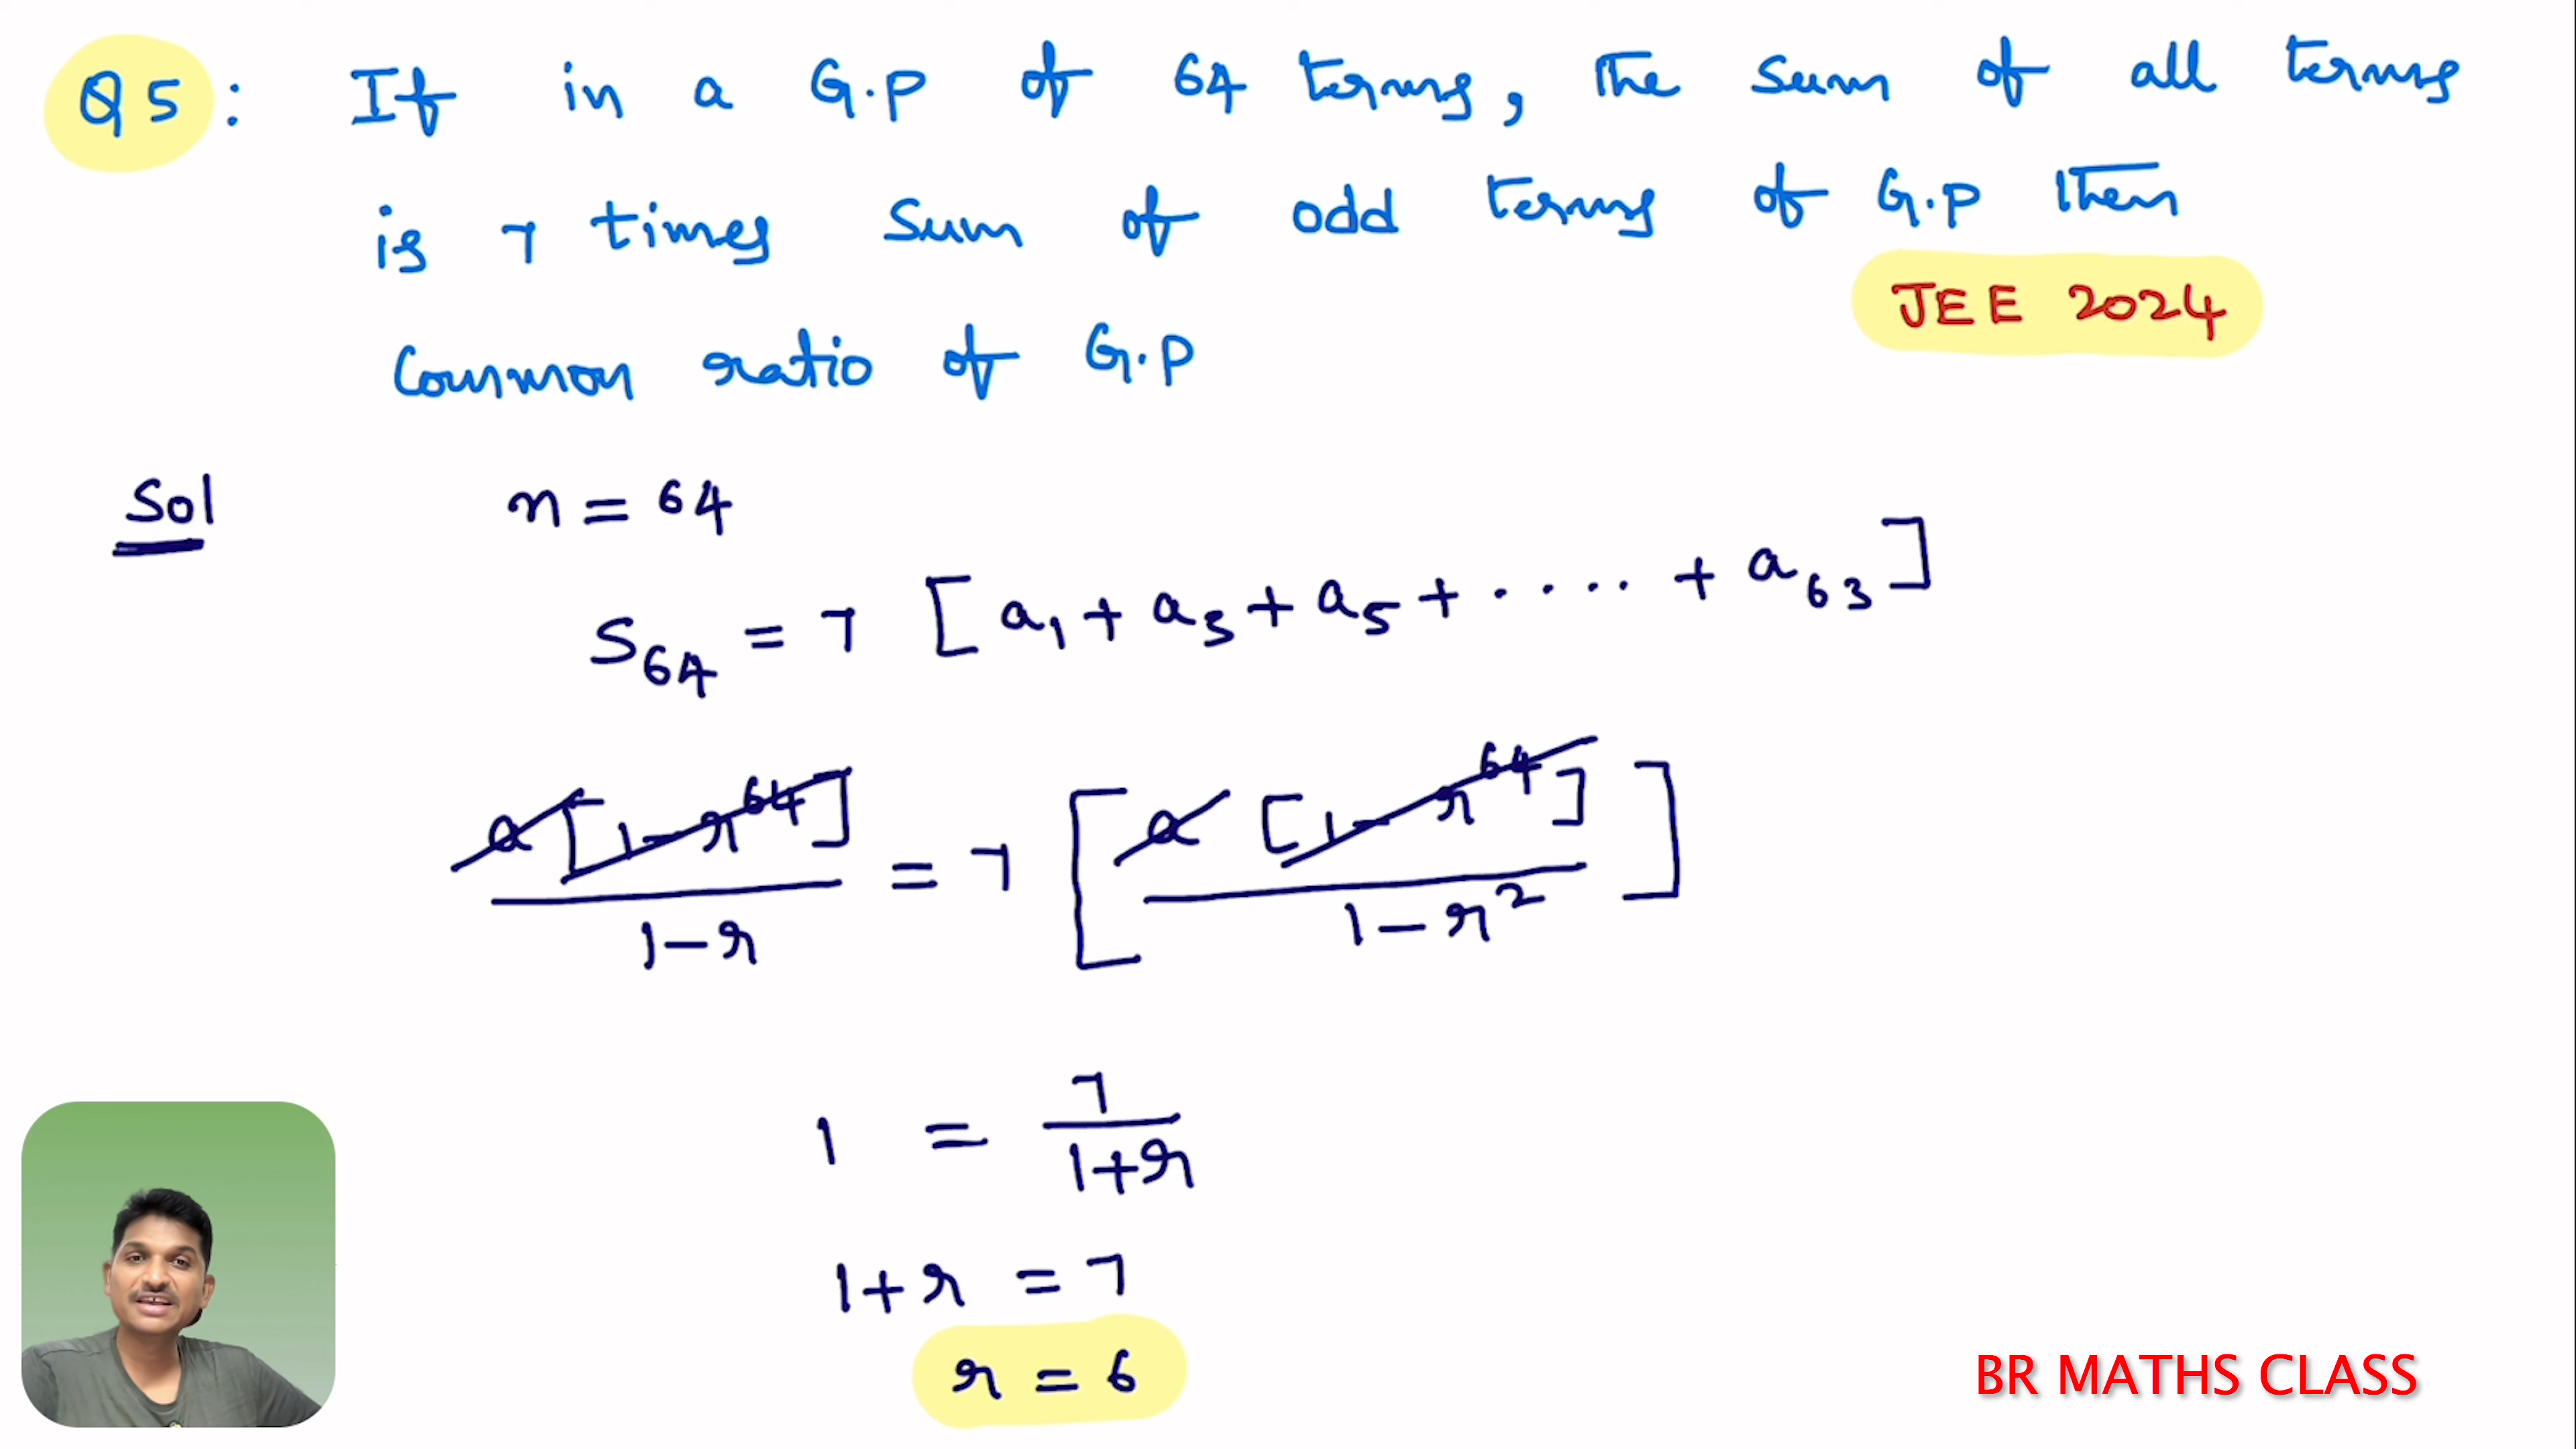 Q5: If in a G.P of 64 terms, the sum of all terms
is 7 times sum of odd terms of G.P then
JEE 2024
Common ratio of G.P
Sol n = 64
S₆₄ = 7 [a₁ + a₃ + a₅ + ····· + a₆₃]
a[1-r⁶⁴] / 1-r = 7 [a [1-r⁶⁴] / 1-r²]
1 = 7 / 1+r
1+r = 7
r = 6
BR MATHS CLASS